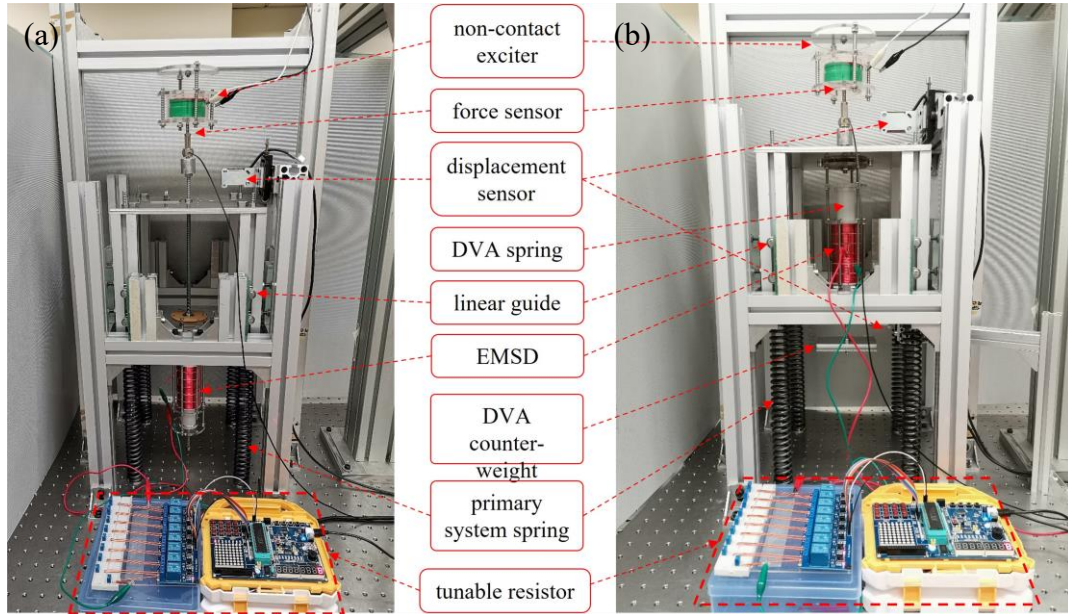 (a)
(b)
non-contact
exciter
force sensor
displacement
sensor
DVA spring
linear guide
EMSD
DVA
counter-
weight
primary
system spring
tunable resistor